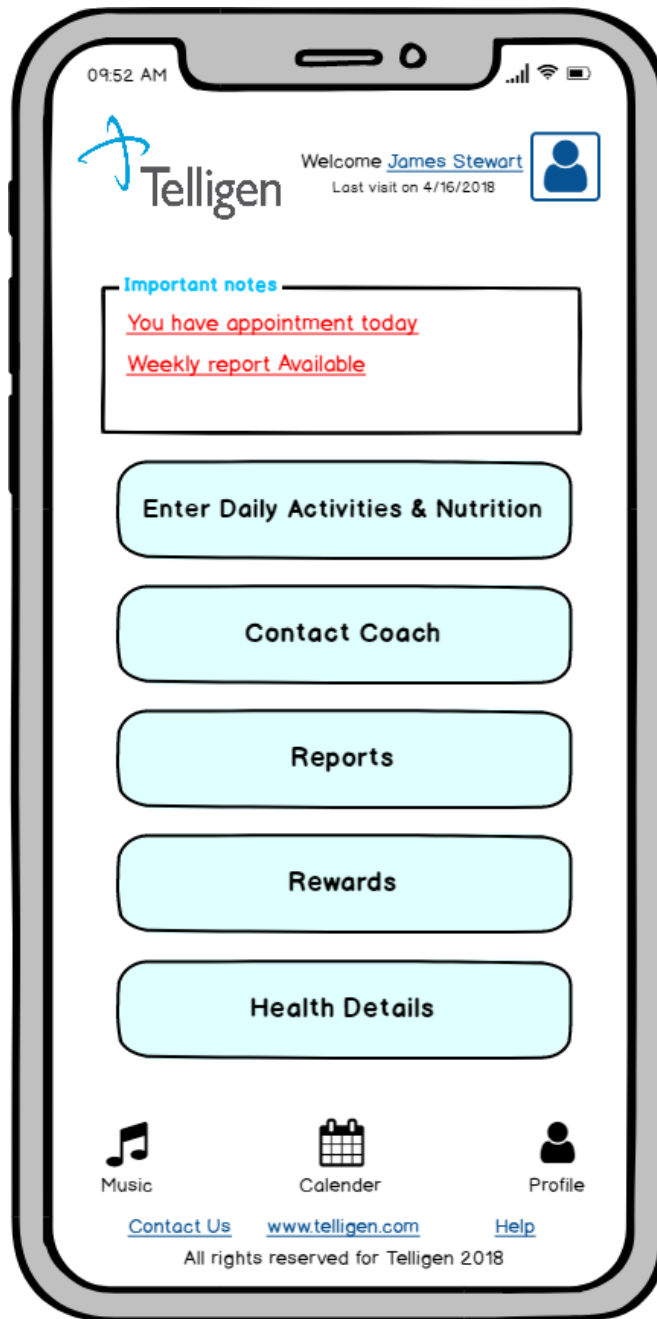 09:52 AM
Telligen
Welcome James Stewart
Last visit on 4/16/2018
Important notes
You have appointment today
Weekly report Available
Enter Daily Activities & Nutrition
Contact Coach
Reports
Rewards
Health Details
Music Calender Profile
Contact Us www.telligen.com Help
All rights reserved for Telligen 2018